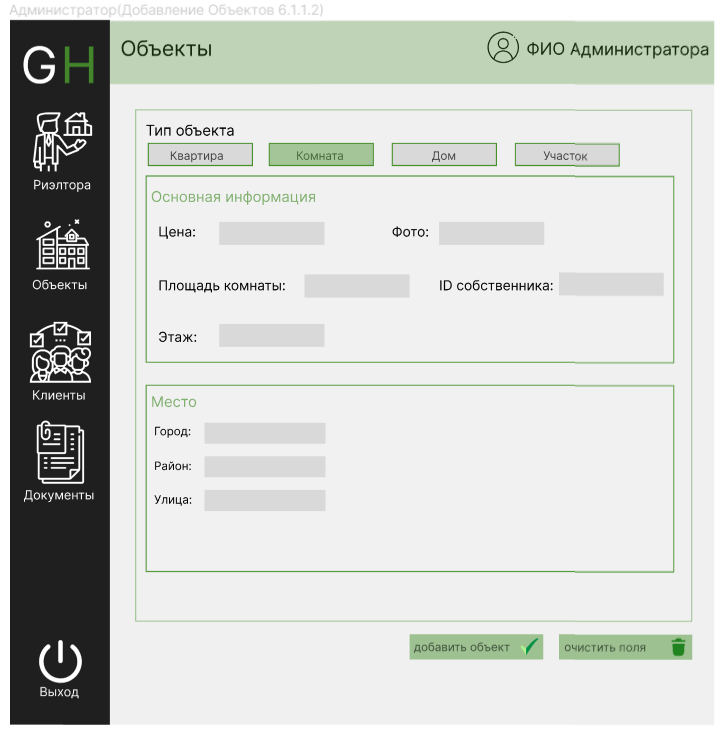 Администратор(Добавление Объектов 6.1.1.2)
GH
Объекты
ФИО Администратора
Риэлтора
Объекты
Клиенты
Документы
Выход
Тип объекта
Квартира
Комната
Дом
Участок
Основная информация
Цена:
Фото:
Площадь комнаты:
ID собственника:
Этаж:
Место
Город:
Район:
Улица:
добавить объект
очистить поля